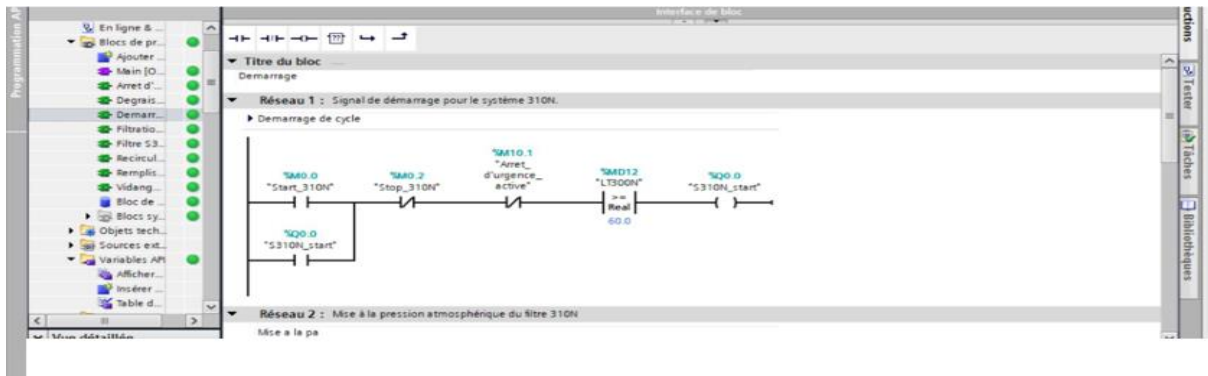 Interface de bloc
Programmation AP
En ligne & ...
Blocs de pr...
Ajouter ...
Main [O...
Arret d'...
Degrais...
Demarr...
Filtratio...
Filtre S3...
Recircul...
Remplis...
Vidang...
Bloc de ...
Blocs sy...
Objets tech...
Sources ext...
Variables API
Afficher...
Insérer ...
Table d...
Vue détaillée
Titre du bloc ...
Demarrage
Réseau 1 : Signal de démarrage pour le système 310N.
Demarrage de cycle
%M0.0
"Start_310N"
%M0.2
"Stop_310N"
%M10.1
"Arret_
d'urgence_
active"
%MD12
"LT300N"
>=
Real
60.0
%Q0.0
"S310N_start"
%Q0.0
"S310N_start"
Réseau 2 : Mise à la pression atmosphérique du filtre 310N
Mise a la pa
uctions
Tester
Tâches
Bibliothèques